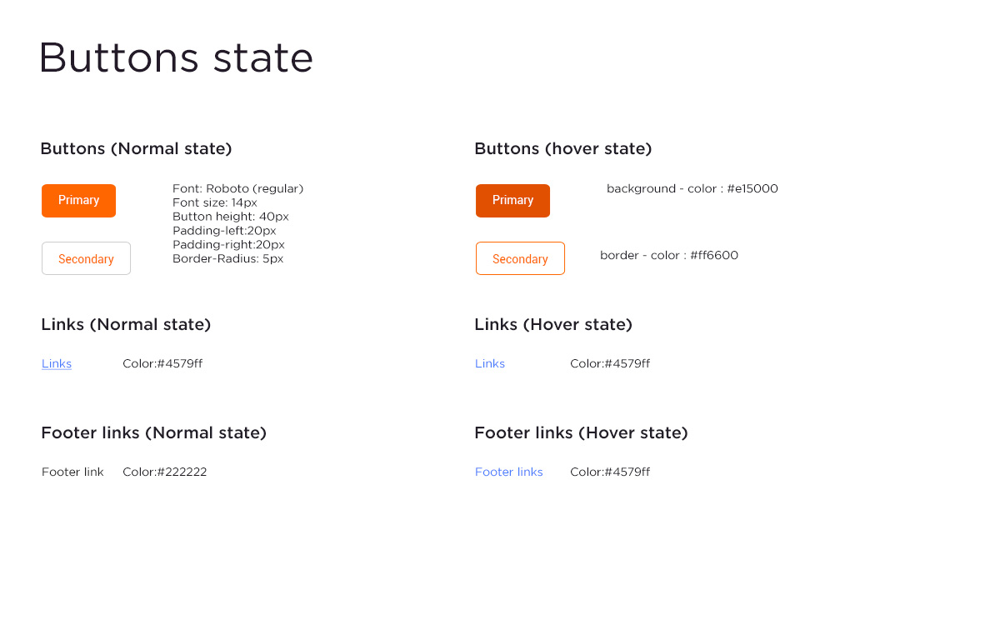 Buttons state
Buttons (Normal state)
Primary
Font: Roboto (regular)
Font size: 14px
Button height: 40px
Padding-left:20px
Padding-right:20px
Border-Radius: 5px
Secondary
Buttons (hover state)
Primary
background - color : #e15000
Secondary
border - color : #ff6600
Links (Normal state)
Links
Color:#4579ff
Links (Hover state)
Links
Color:#4579ff
Footer links (Normal state)
Footer link
Color:#222222
Footer links (Hover state)
Footer links
Color:#4579ff